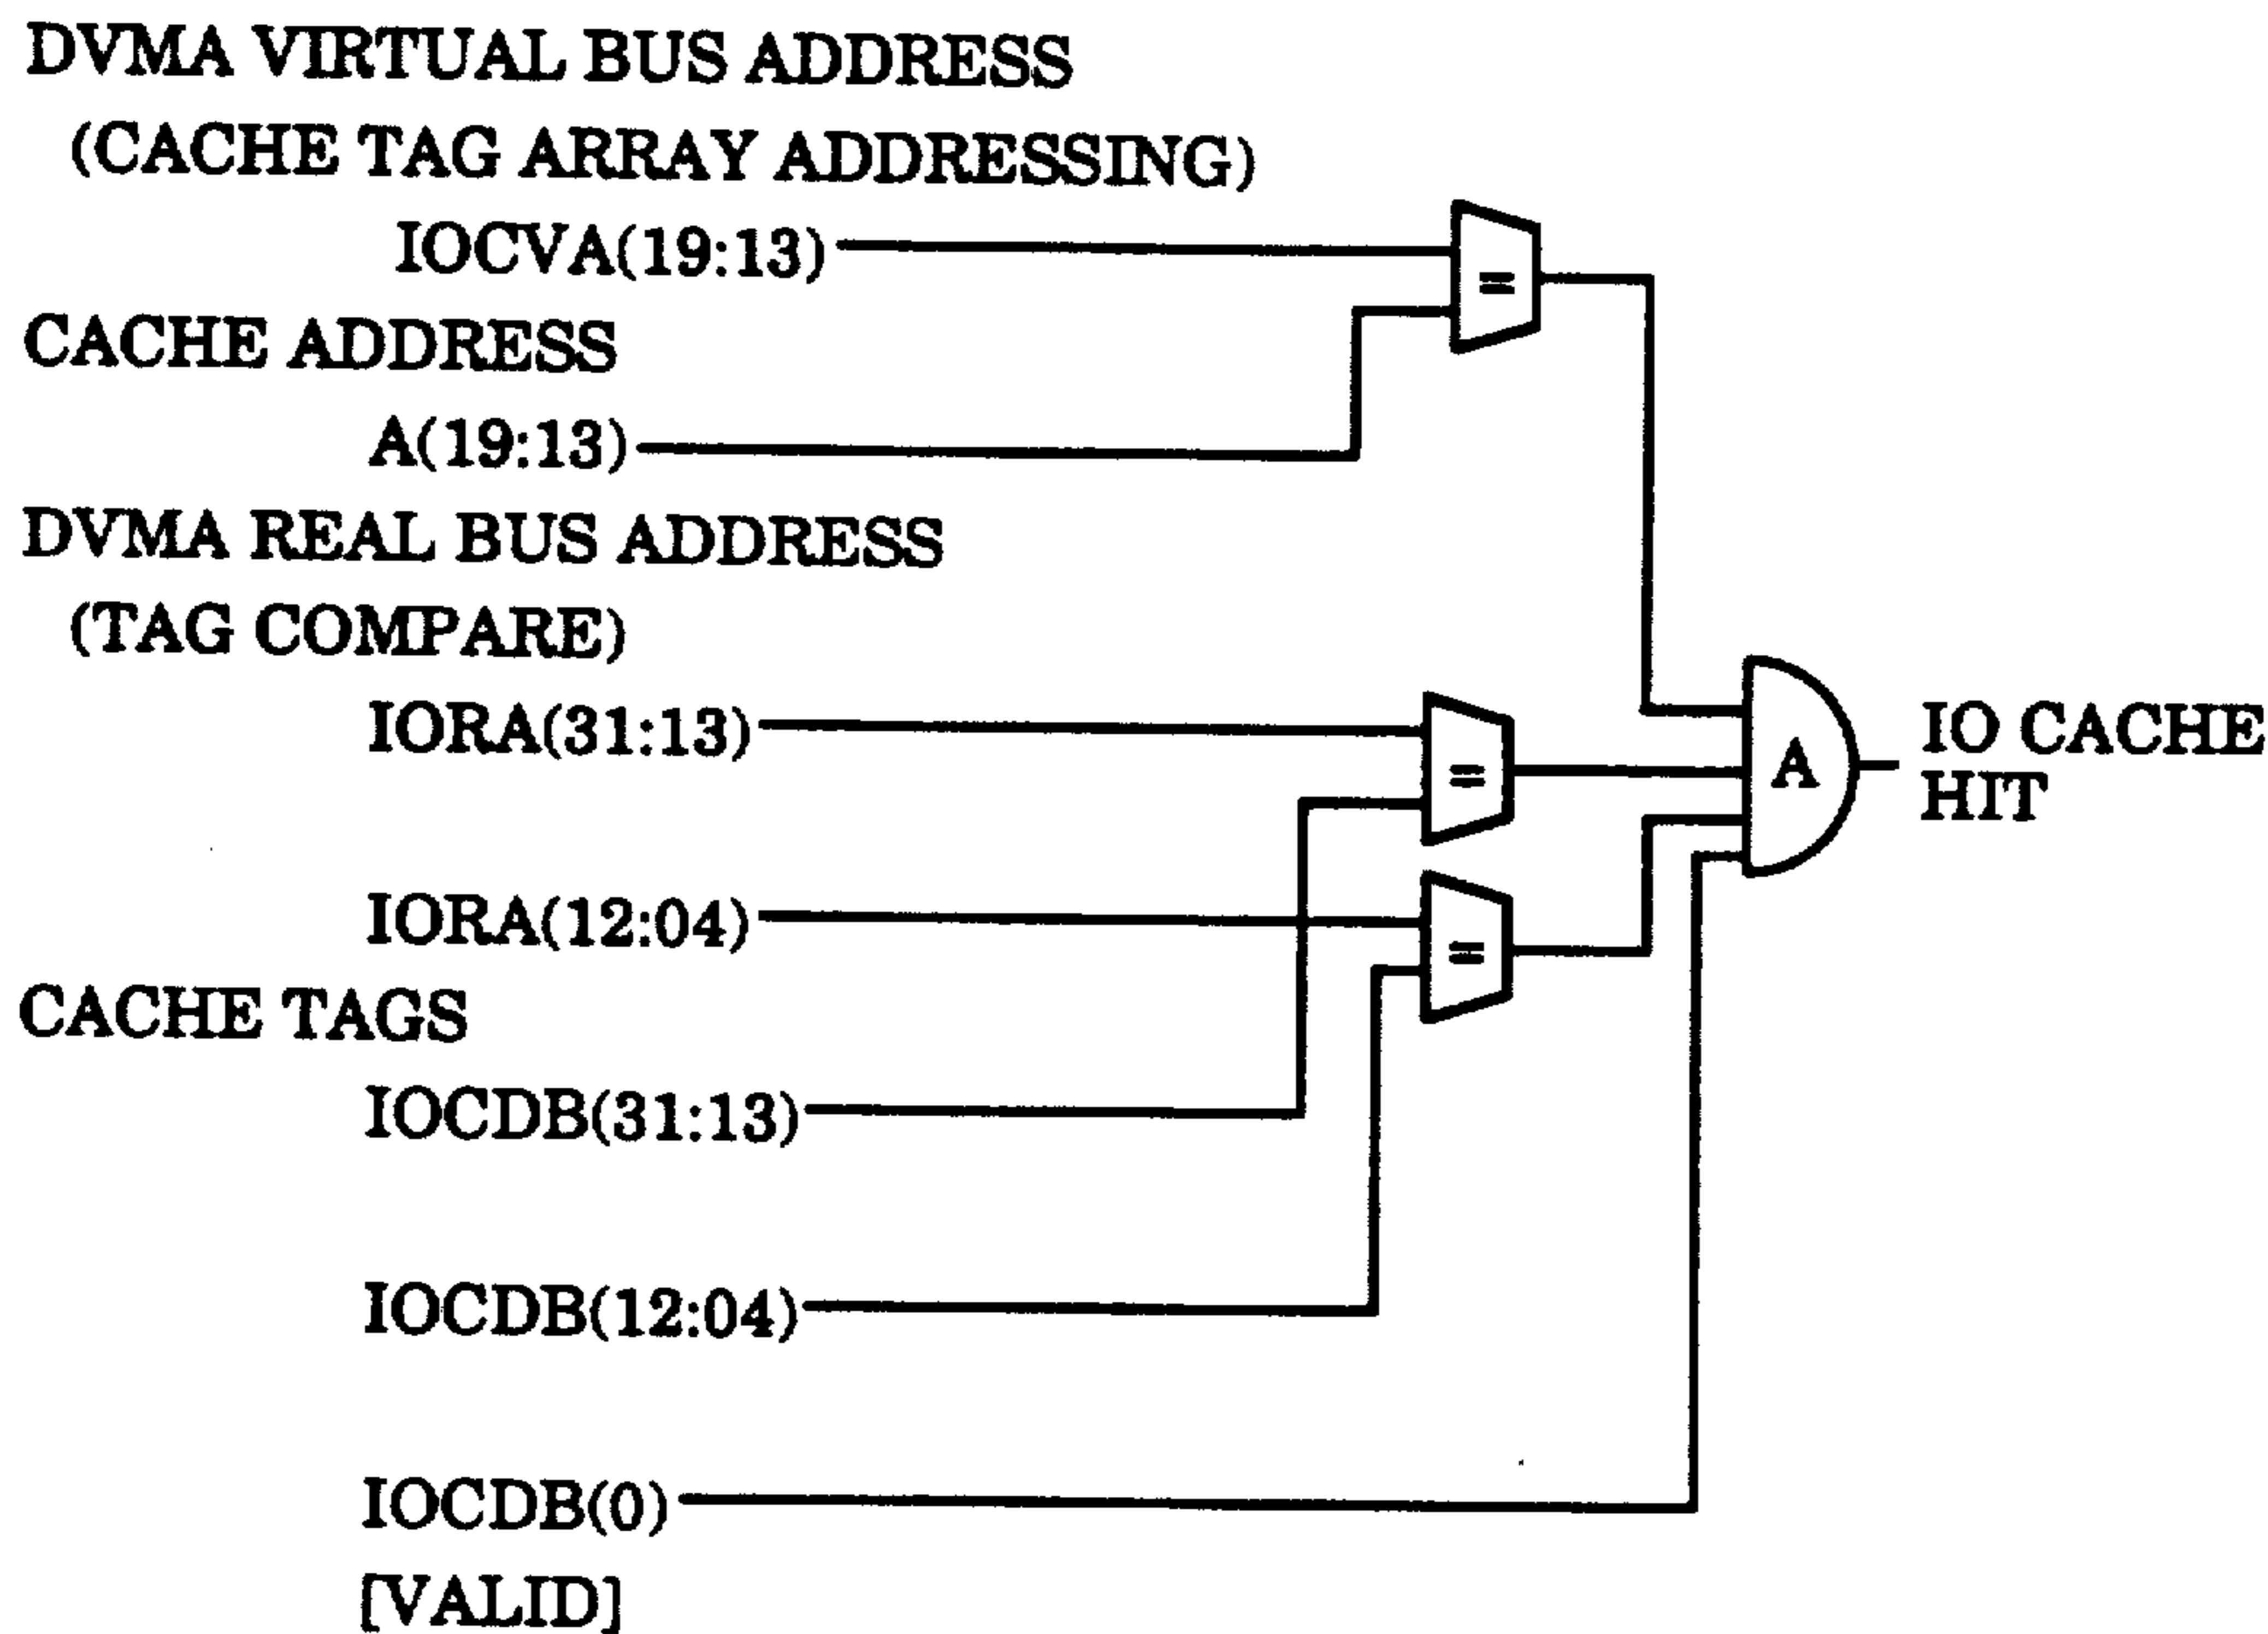 DVMA VIRTUAL BUS ADDRESS
(CACHE TAG ARRAY ADDRESSING)
IOCVA(19:13)
=
CACHE ADDRESS
A(19:13)
DVMA REAL BUS ADDRESS
(TAG COMPARE)
IORA(31:13)
=
A
IO CACHE
HIT
IORA(12:04)
=
CACHE TAGS
IOCDB(31:13)
IOCDB(12:04)
IOCDB(0)
[VALID]